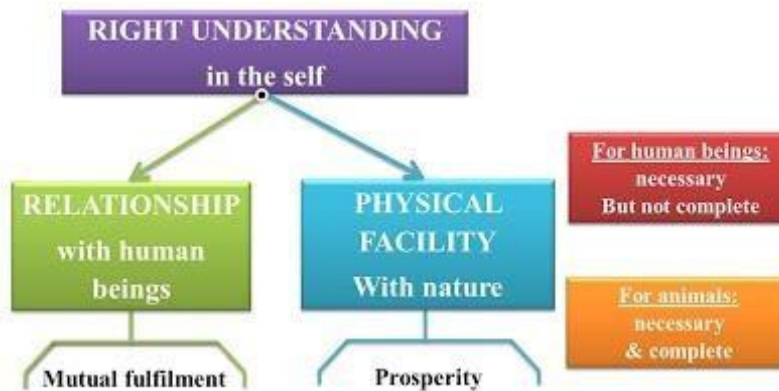 RIGHT UNDERSTANDING
in the self
RELATIONSHIP
with human
beings
PHYSICAL
FACILITY
With nature
For human beings:
necessary
But not complete
For animals:
necessary
& complete
Mutual fulfilment
Prosperity